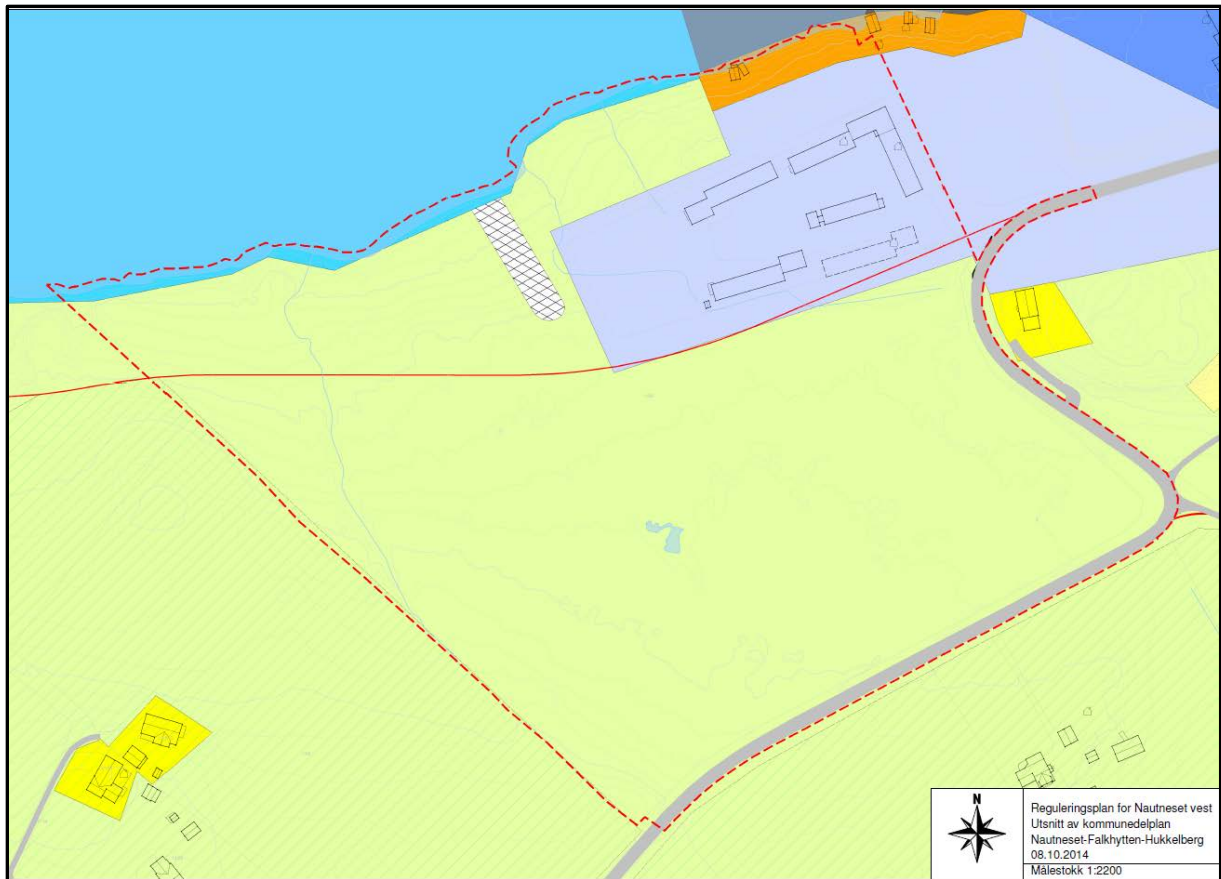 N
Reguleringsplan for Nautneset vest
Utsnitt av kommunedelplan
Nautneset-Falkhytten-Hukkelberg
08.10.2014
Målestokk 1:2200